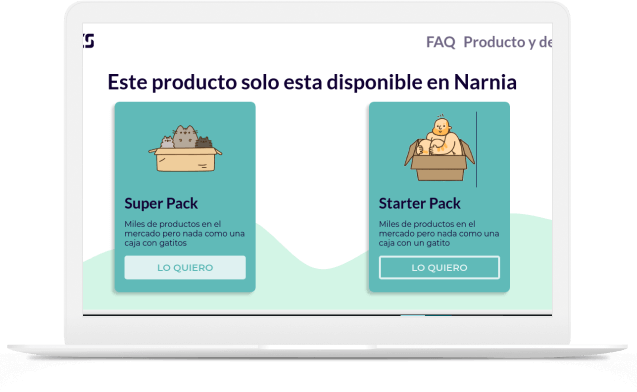 FAQ Producto y de
Este producto solo esta disponible en Narnia
Super Pack
Miles de productos en el
mercado pero nada como una
caja con gatitos
LO QUIERO
Starter Pack
Miles de productos en el
mercado pero nada como una
caja con un gatito
LO QUIERO